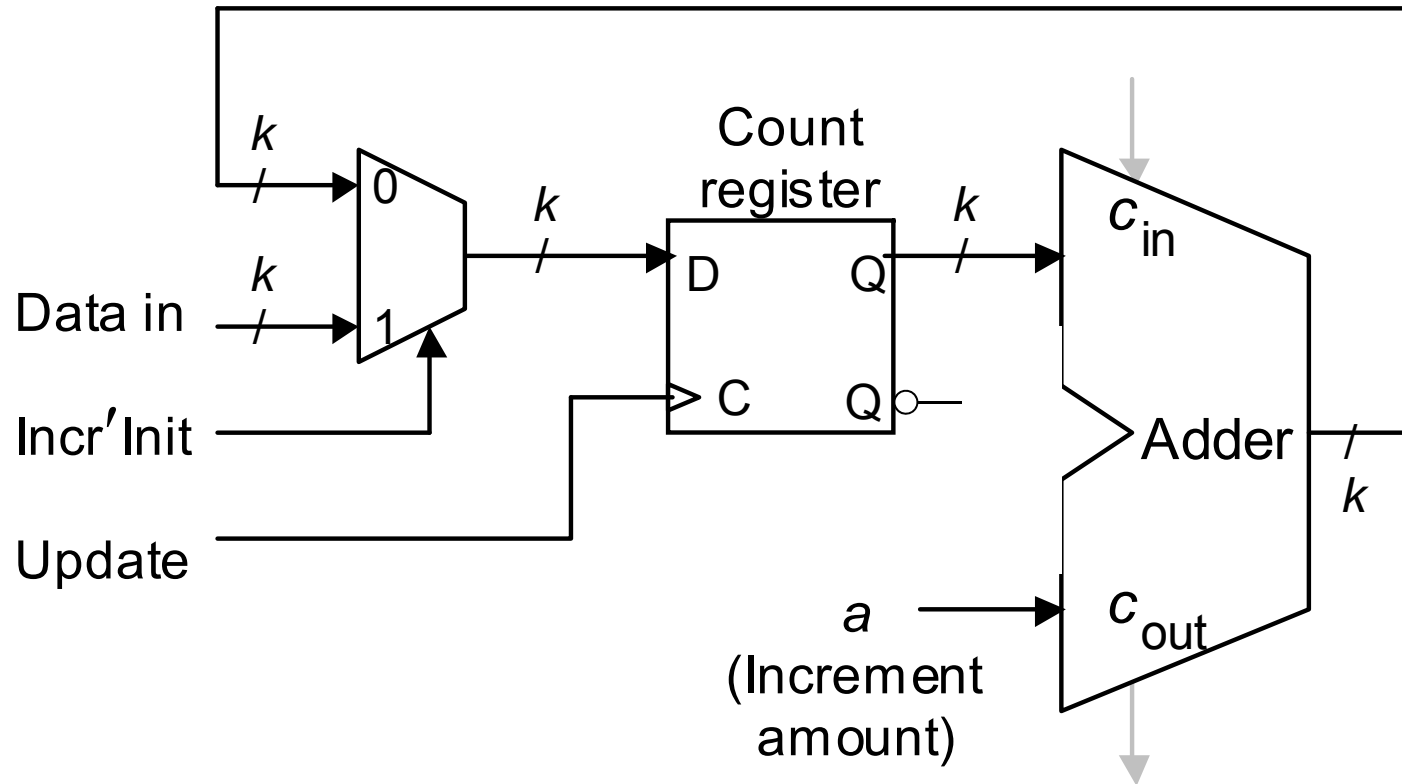 k
0
k
Count
register
k
k
c in
D
Q
Data in
k
1
C
Q
Incr′Init
Adder
k
Update
a
(Increment
amount)
c out